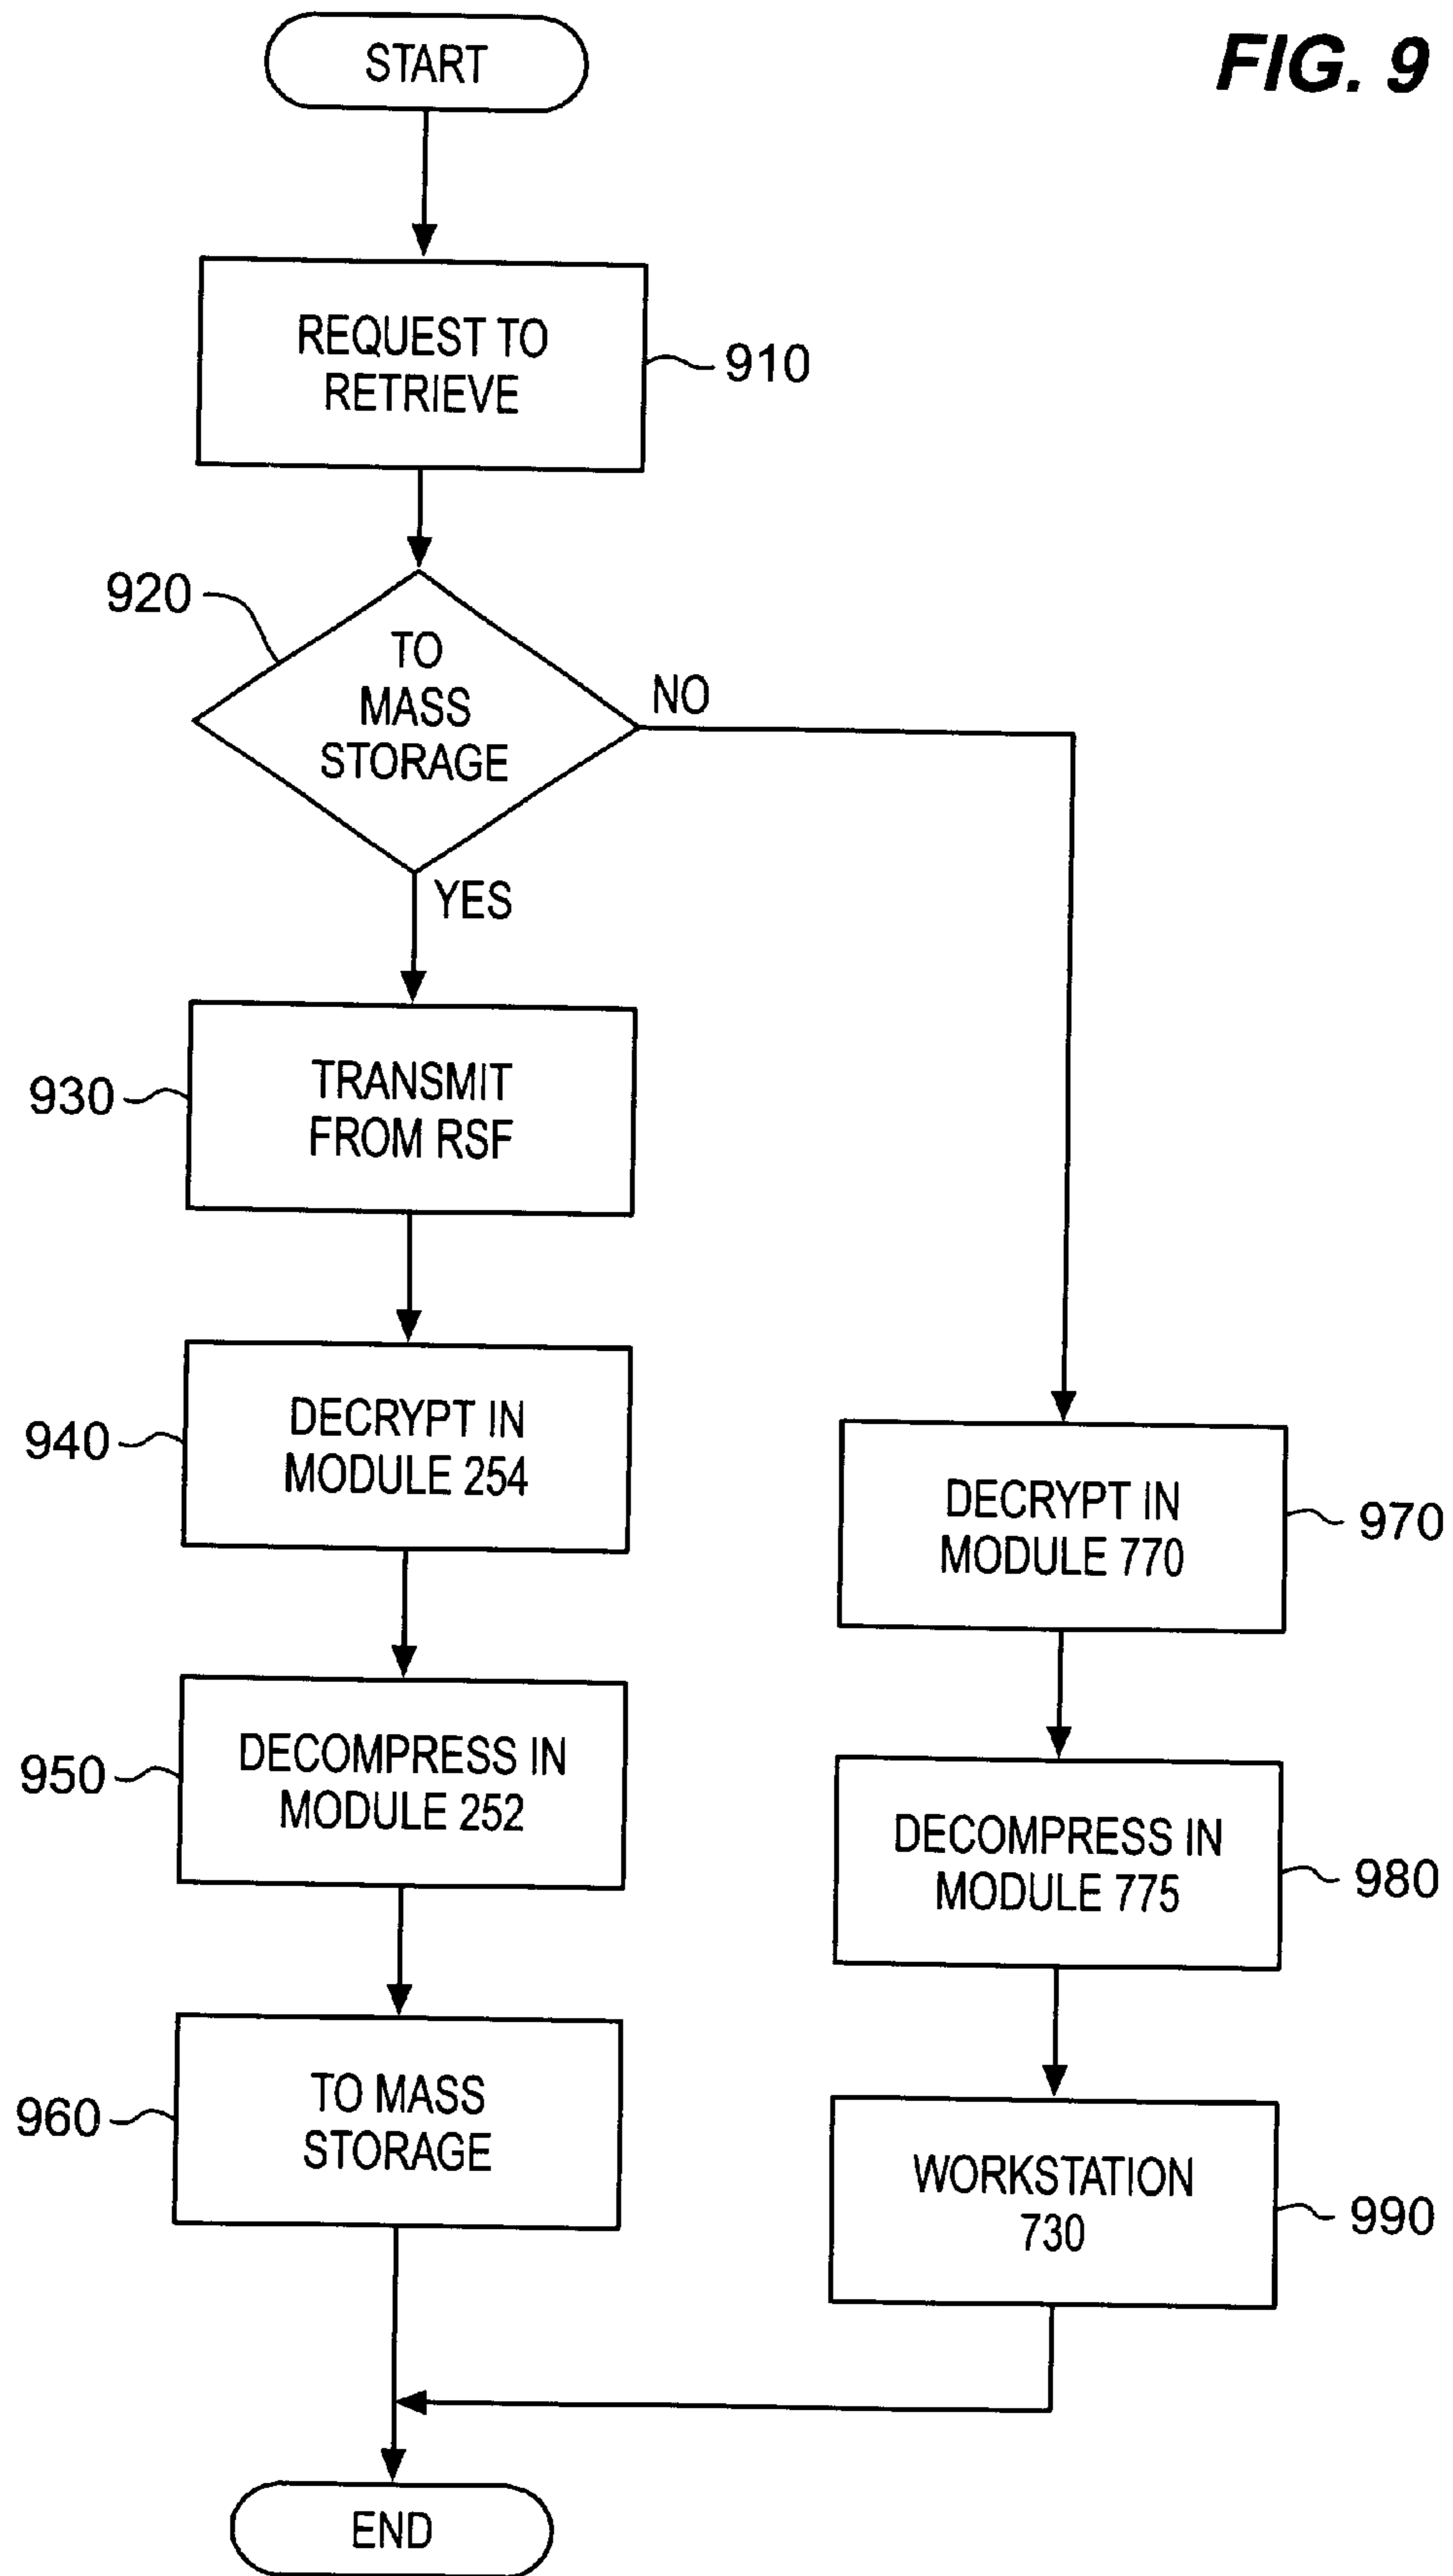 FIG. 9
START
REQUEST TO
RETRIEVE
910
920
TO
MASS
STORAGE
NO
YES
TRANSMIT
FROM RSF
930
DECRYPT IN
MODULE 254
940
DECRYPT IN
MODULE 770
970
DECOMPRESS IN
MODULE 252
950
DECOMPRESS IN
MODULE 775
980
TO MASS
STORAGE
960
WORKSTATION
730
990
END